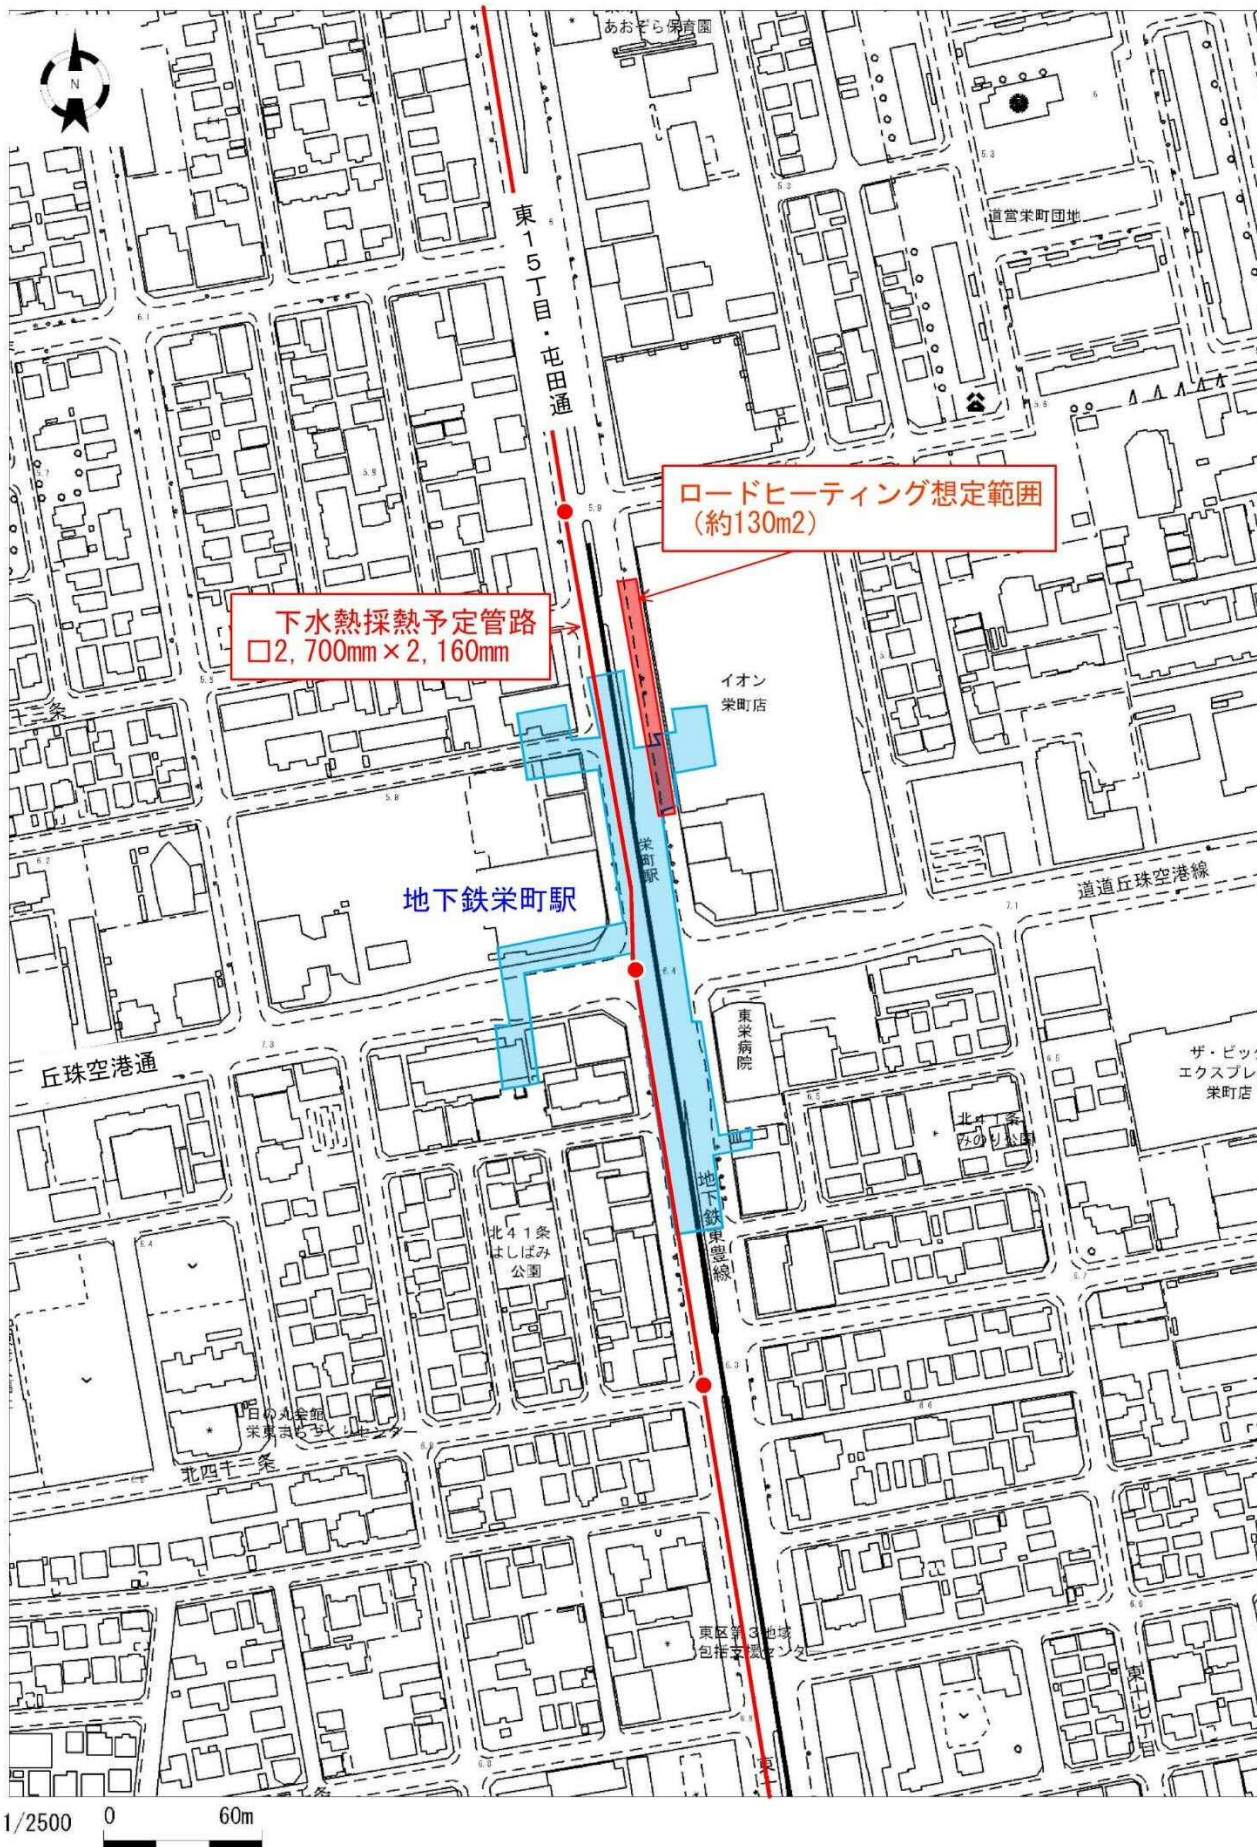 あおぞら保育園
N
道営栄町団地
東15丁目・屯田通
ロードヒーティング想定範囲
(約130m2)
下水熱採熱予定管路
□2,700mm×2,160mm
イオン
栄町店
栄町駅
地下鉄栄町駅
道道丘珠空港線
東栄病院
丘珠空港通
ザ・ビッグ
エクスプレ
栄町店
北41条
みのり公園
地下鉄東豊線
北41条
はしばみ
公園
日の丸会館
栄東まちづくりセンター
北四十一条
東区第3地域
包括支援センタ
1/2500
0 60m